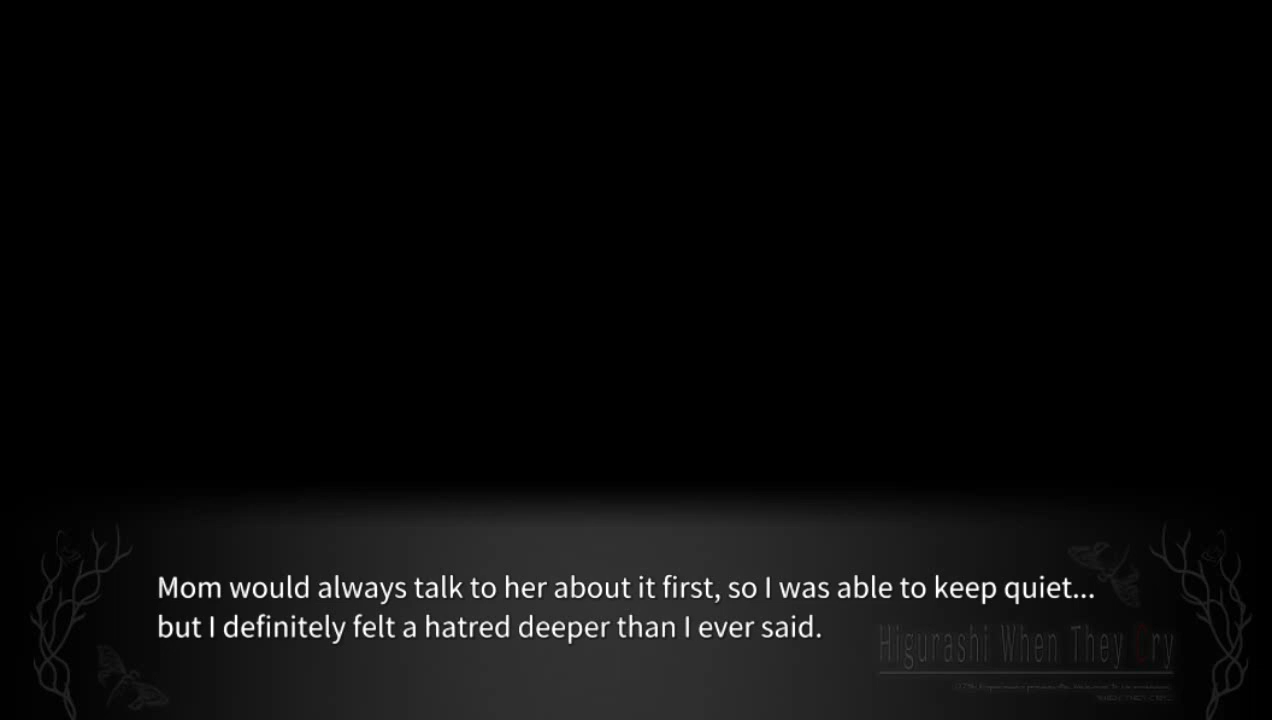 Mom would always talk to her about it first, so I was able to keep quiet...
but I definitely felt a hatred deeper than I ever said.
Higurashi When They Cry